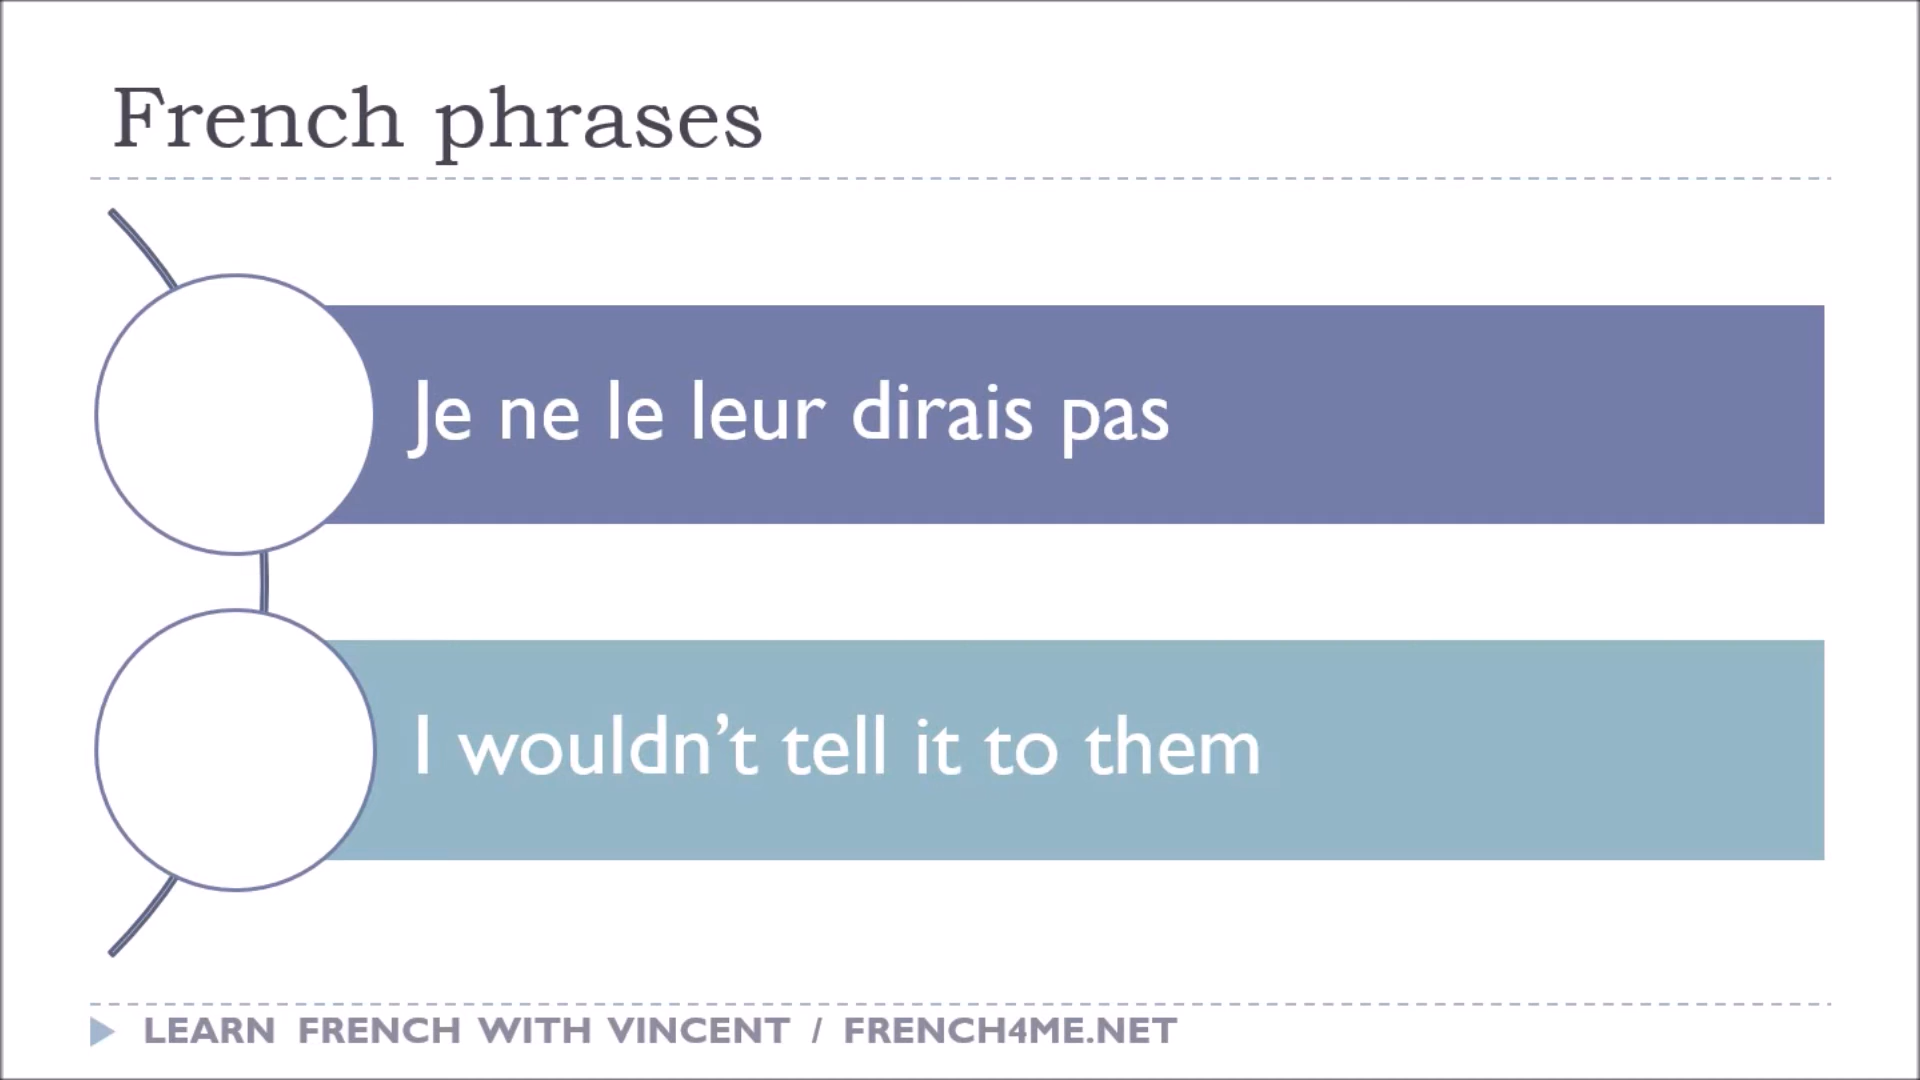 French phrases
Je ne le leur dirais pas
I wouldn’t tell it to them
LEARN FRENCH WITH VINCENT / FRENCH4ME.NET